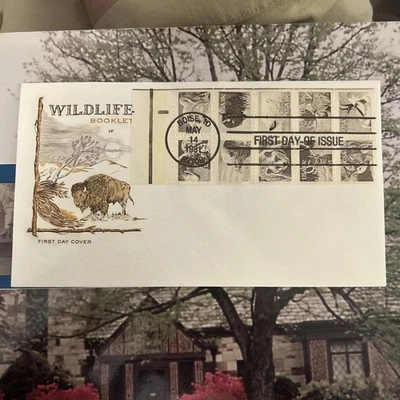 WILDLIFE
BOOKLET
FIRST DAY COVER
BOISE, ID
MAY
14
1981
FIRST DAY OF ISSUE